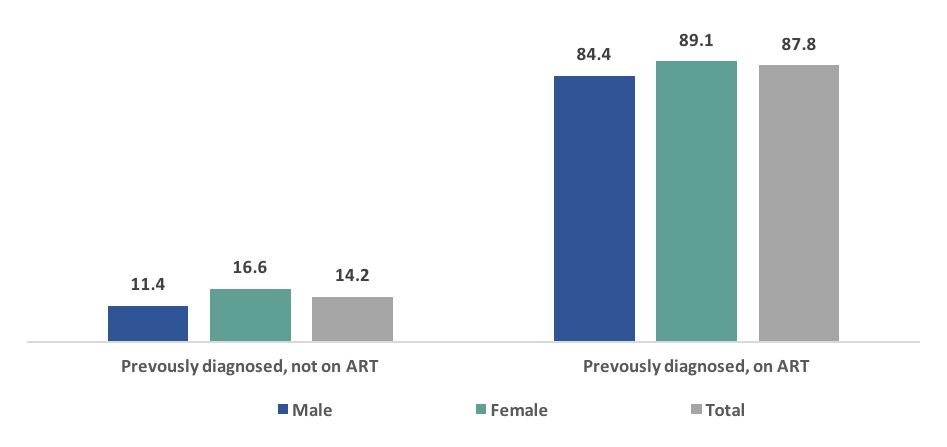 84.4
89.1
87.8
11.4
16.6
14.2
Prevously diagnosed, not on ART
Prevously diagnosed, on ART
Male
Female
Total